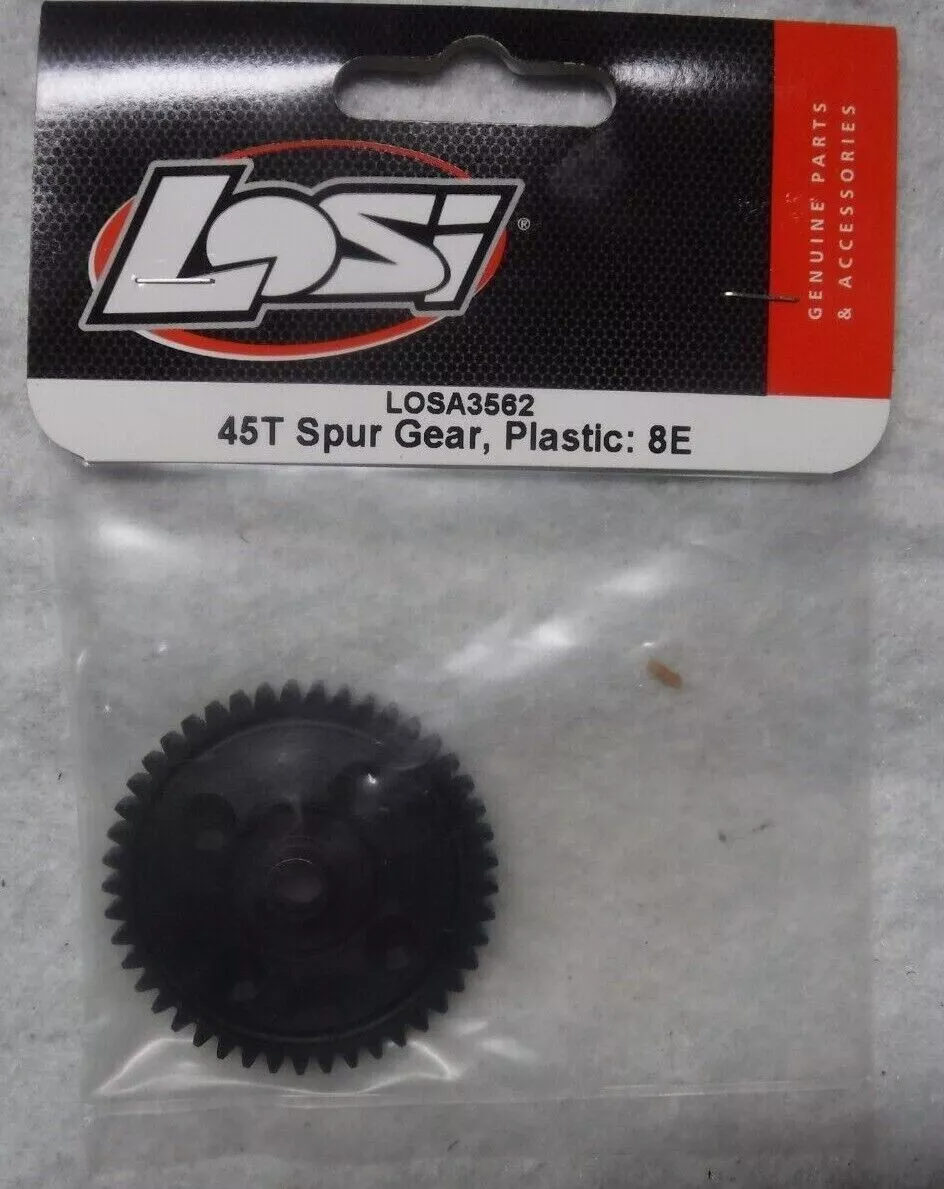 LOSi®
GENUINE PARTS
& ACCESSORIES
LOSA3562
45T Spur Gear, Plastic: 8E